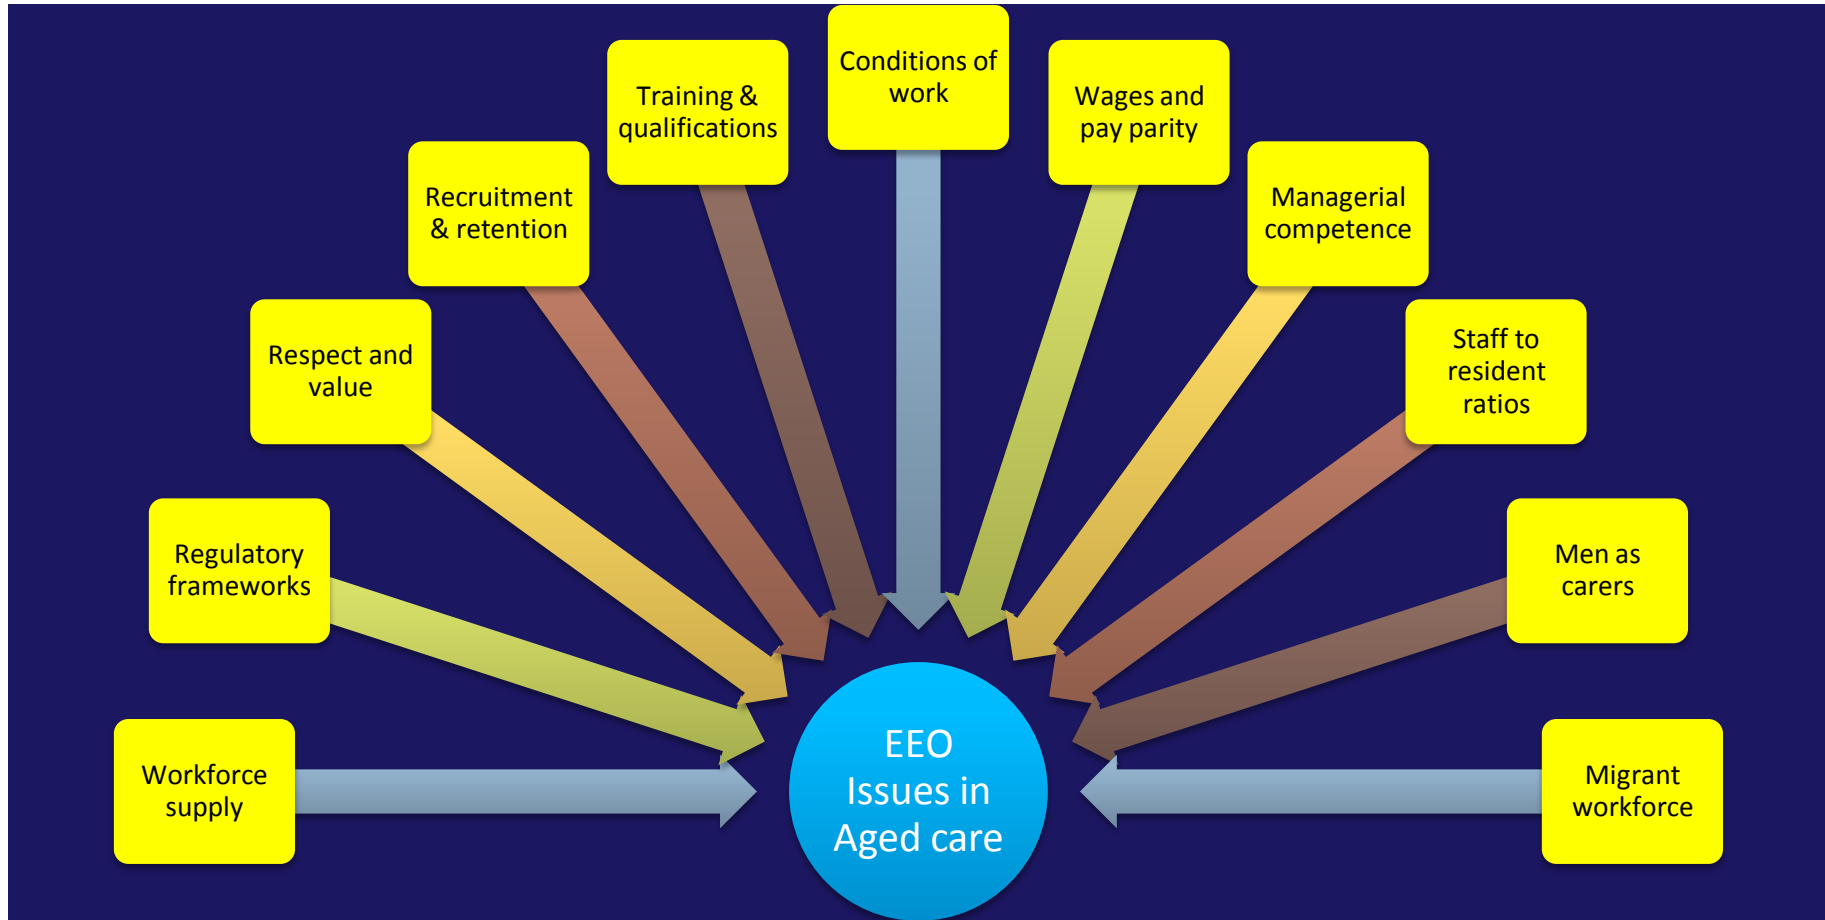 Workforce
supply
Regulatory
frameworks
Respect and
value
Recruitment
& retention
Training &
qualifications
Conditions of
work
Wages and
pay parity
Managerial
competence
Staff to
resident
ratios
Men as
carers
Migrant
workforce
EEO
Issues in
Aged care